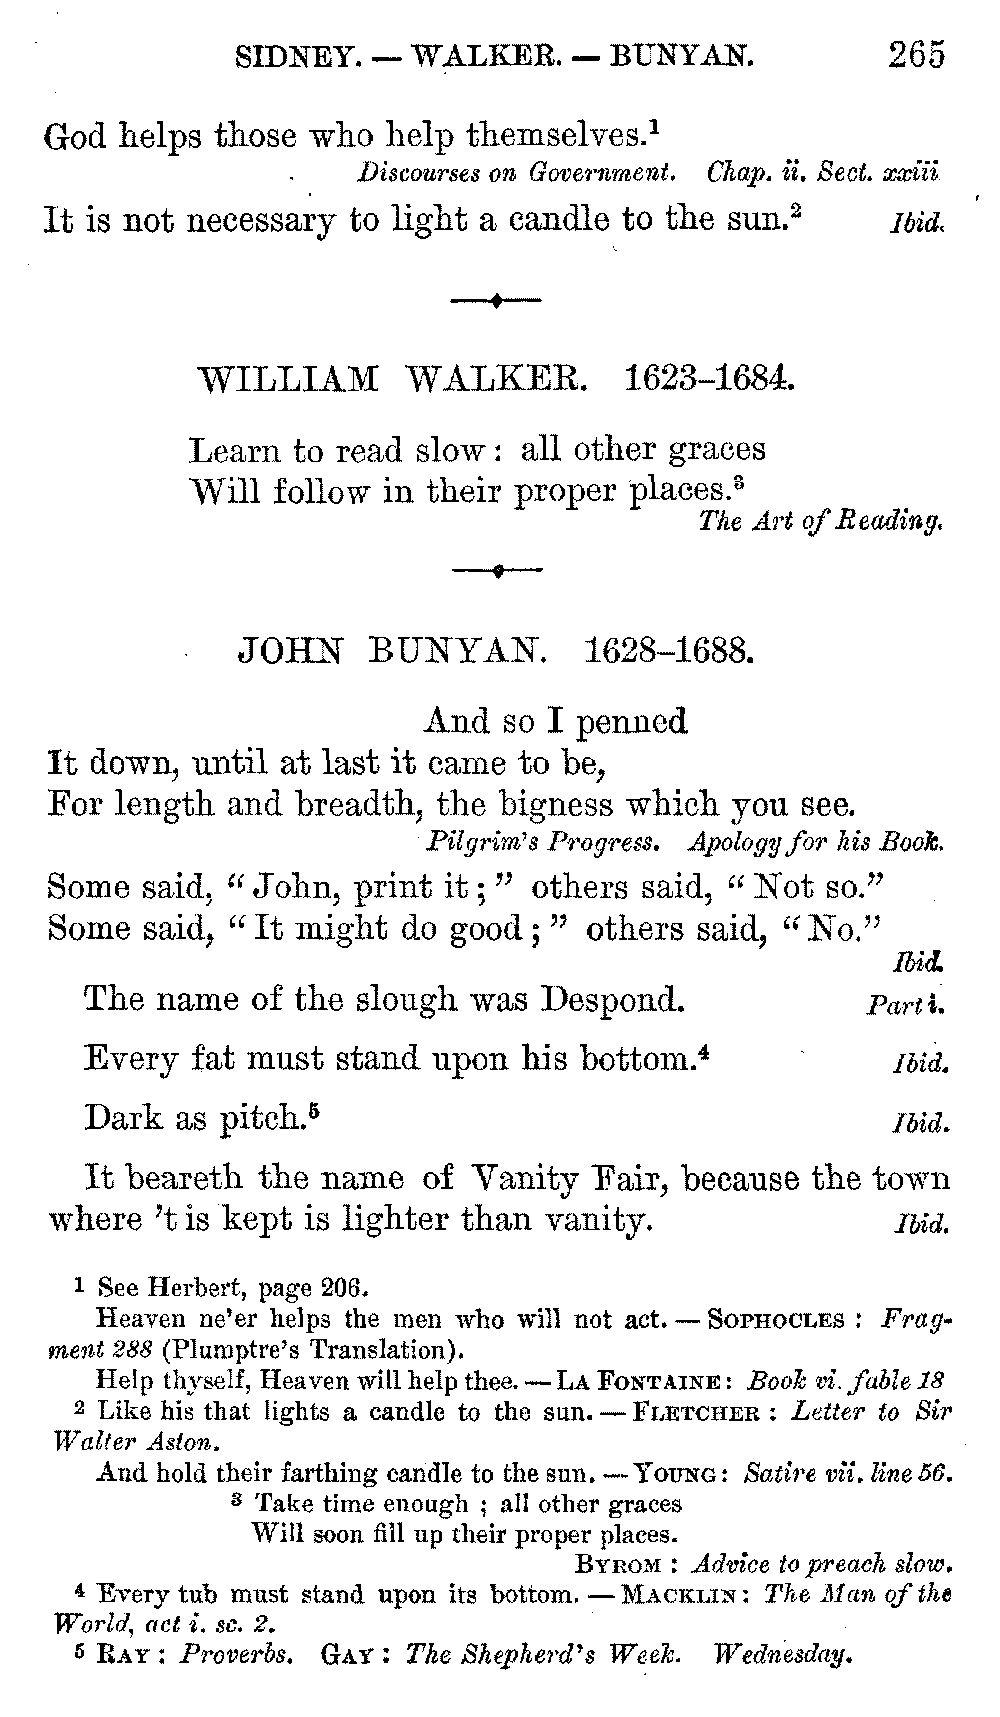 SIDNEY. — WALKER. — BUNYAN. 265
God helps those who help themselves.¹
Discourses on Government. Chap. ii. Sect. xxiii
It is not necessary to light a candle to the sun.² Ibid.
WILLIAM WALKER. 1623–1684.
Learn to read slow: all other graces
Will follow in their proper places.³
The Art of Reading.
JOHN BUNYAN. 1628–1688.
And so I penned
It down, until at last it came to be,
For length and breadth, the bigness which you see.
Pilgrim's Progress. Apology for his Book.
Some said, “John, print it;” others said, “Not so.”
Some said, “It might do good;” others said, “No.”
Ibid.
The name of the slough was Despond. Part i.
Every fat must stand upon his bottom.⁴ Ibid.
Dark as pitch.⁵ Ibid.
It beareth the name of Vanity Fair, because the town
where 't is kept is lighter than vanity. Ibid.
1 See Herbert, page 206.
Heaven ne'er helps the men who will not act. — SOPHOCLES: Frag-
ment 288 (Plumptre's Translation).
Help thyself, Heaven will help thee. — LA FONTAINE: Book vi. fable 18
2 Like his that lights a candle to the sun. — FLETCHER: Letter to Sir
Walter Aston.
And hold their farthing candle to the sun. — YOUNG: Satire vii. line 56.
3 Take time enough; all other graces
Will soon fill up their proper places.
BYROM: Advice to preach slow.
4 Every tub must stand upon its bottom. — MACKLIN: The Man of the
World, act i. sc. 2.
5 RAY: Proverbs. GAY: The Shepherd's Week. Wednesday.